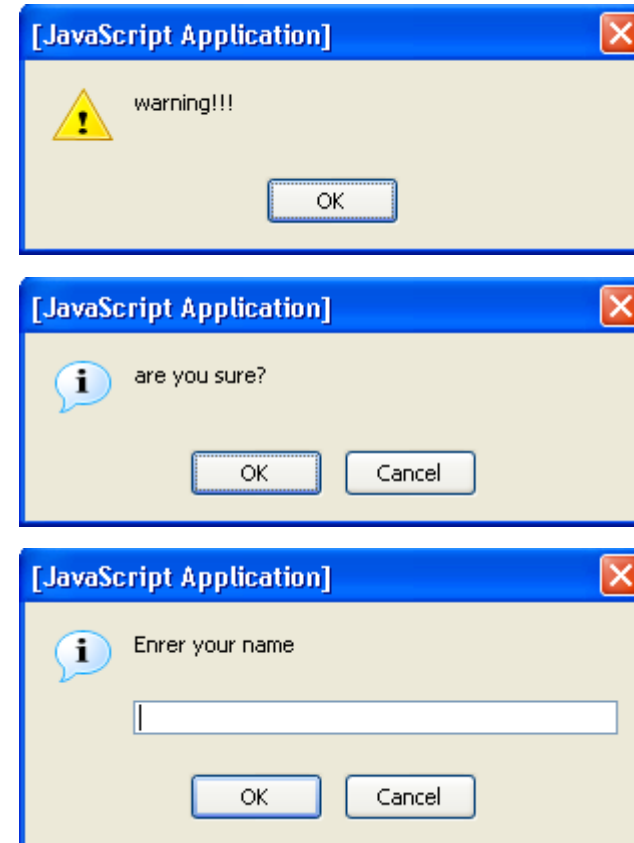 [JavaScript Application]
warning!!!
OK
[JavaScript Application]
are you sure?
OK Cancel
[JavaScript Application]
Enrer your name
OK Cancel